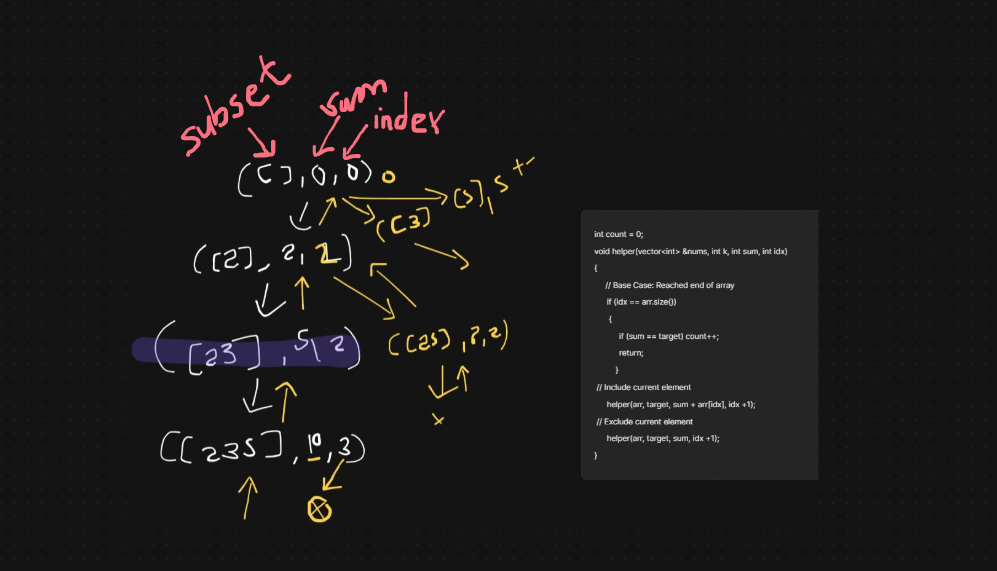 subset
sum
index
([], 0, 0) 0
[5], 5
([3]
([2], 2, 1)
([23], 5, 2)
([25], 7, 2)
x
([235], 10, 3)
int count = 0;
void helper(vector<int> &nums, int k, int sum, int idx)
{
// Base Case: Reached end of array
if (idx == arr.size())
{
if (sum == target) count++;
return;
}
// Include current element
helper(arr, target, sum + arr[idx], idx +1);
// Exclude current element
helper(arr, target, sum, idx +1);
}